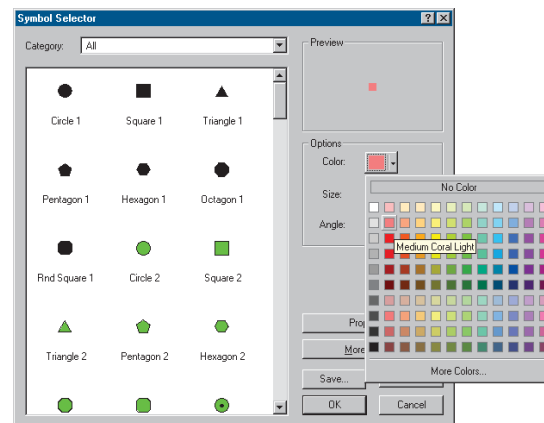 Symbol Selector
Category: All
Preview
Circle 1 Square 1 Triangle 1
Options
Color:
No Color
Pentagon 1 Hexagon 1 Octagon 1
Size:
Angle:
Medium Coral Light
Rnd Square 1 Circle 2 Square 2
Triangle 2 Pentagon 2 Hexagon 2
More
More Colors...
Save...
OK Cancel